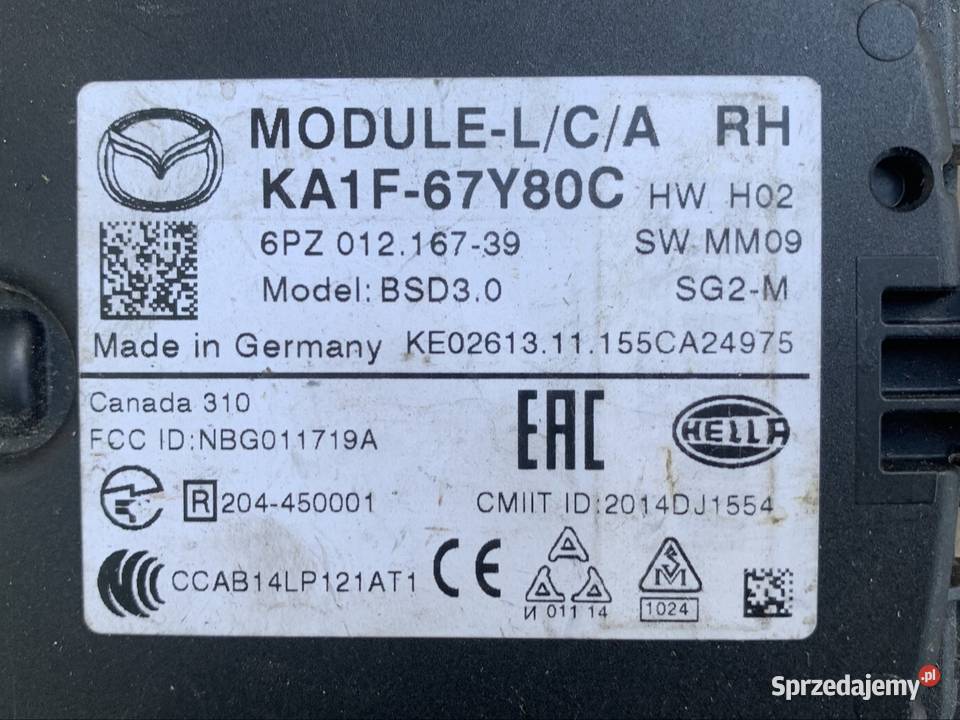 MODULE-L/C/A RH
KA1F-67Y80C HW H02
6PZ 012.167-39 SW MM09
Model: BSD3.0 SG2-M
Made in Germany KE02613.11.155CA24975
Canada 310
FCC ID:NBG011719A
EAC HELLA
R 204-450001 CMIIT ID:2014DJ1554
CCAB14LP121AT1 CE
И 011 14
SM
1024
Sprzedajemy.pl